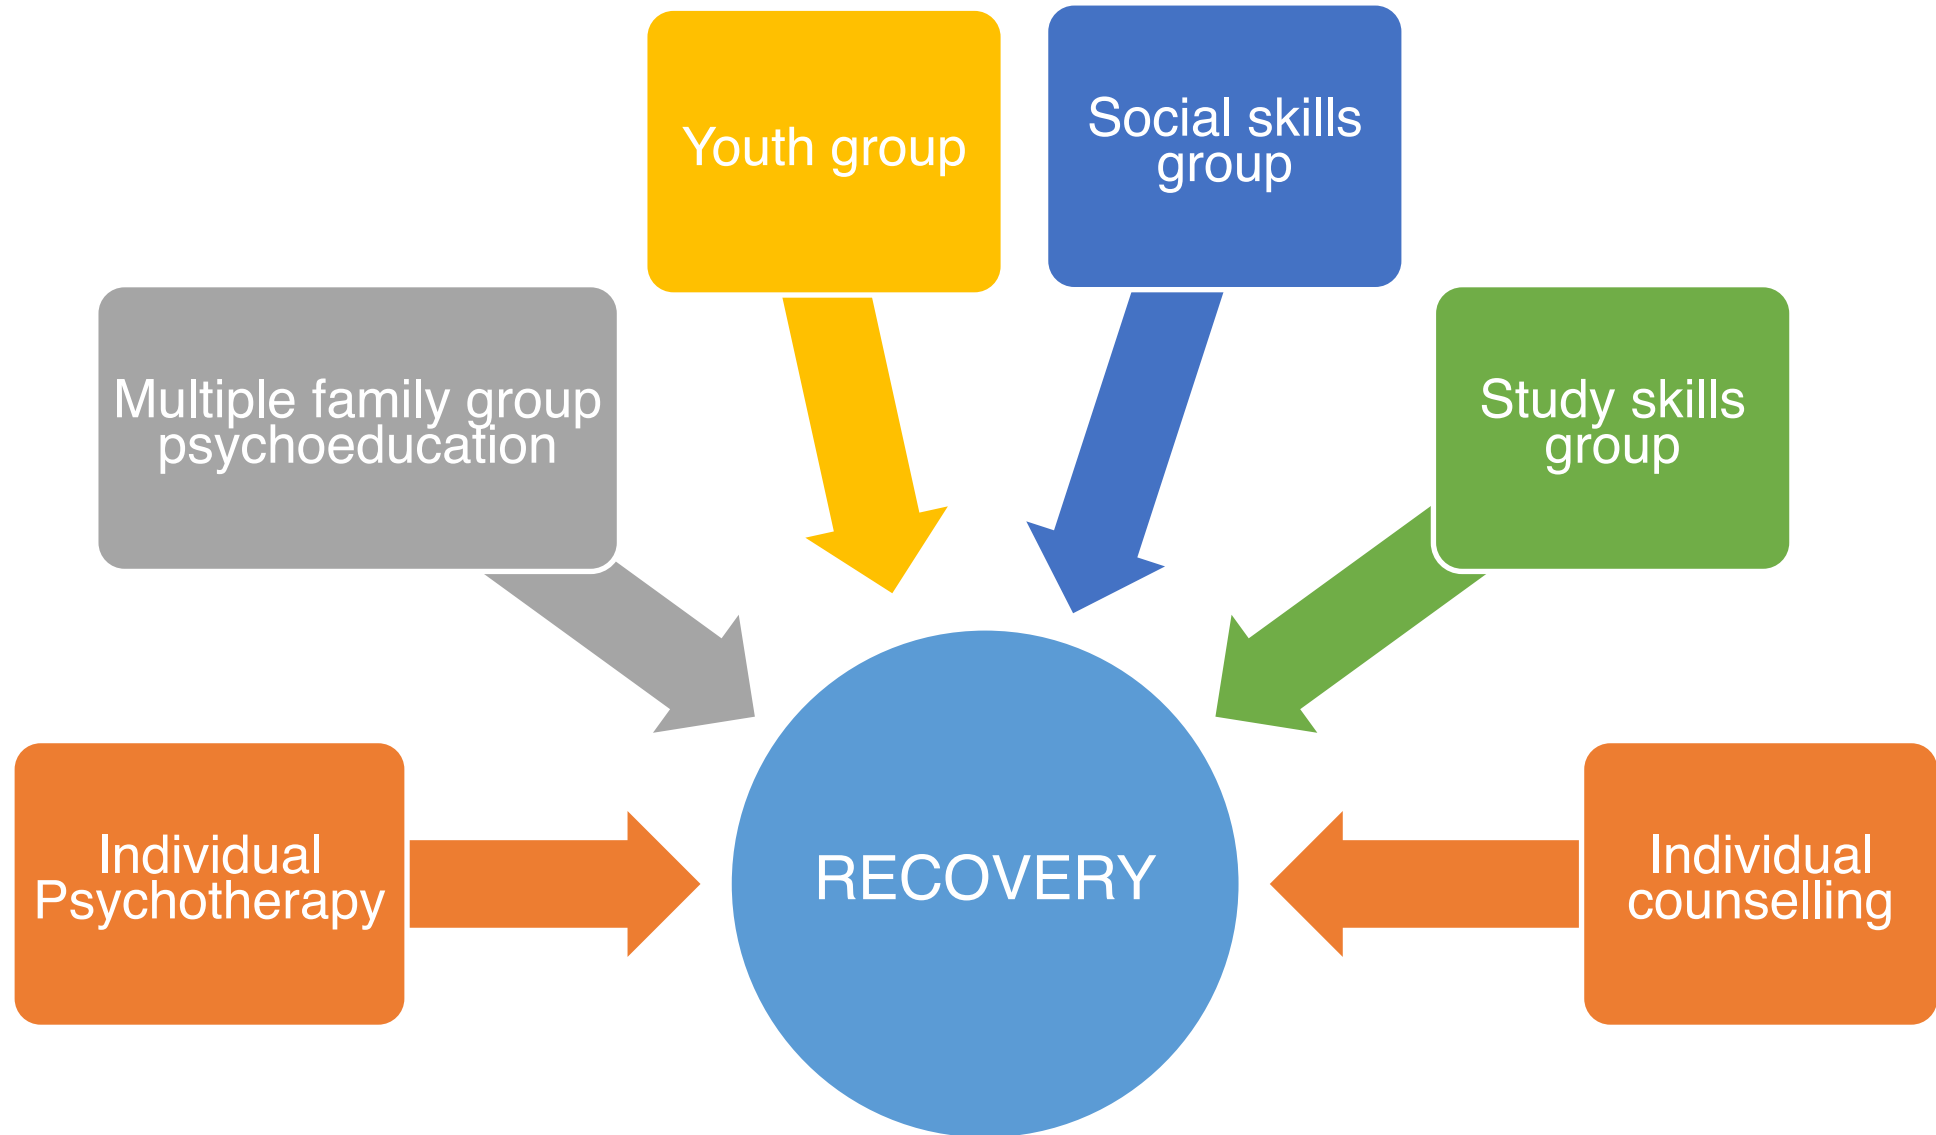 Youth group
Social skills
group
Multiple family group
psychoeducation
Study skills
group
Individual
Psychotherapy
RECOVERY
Individual
counselling